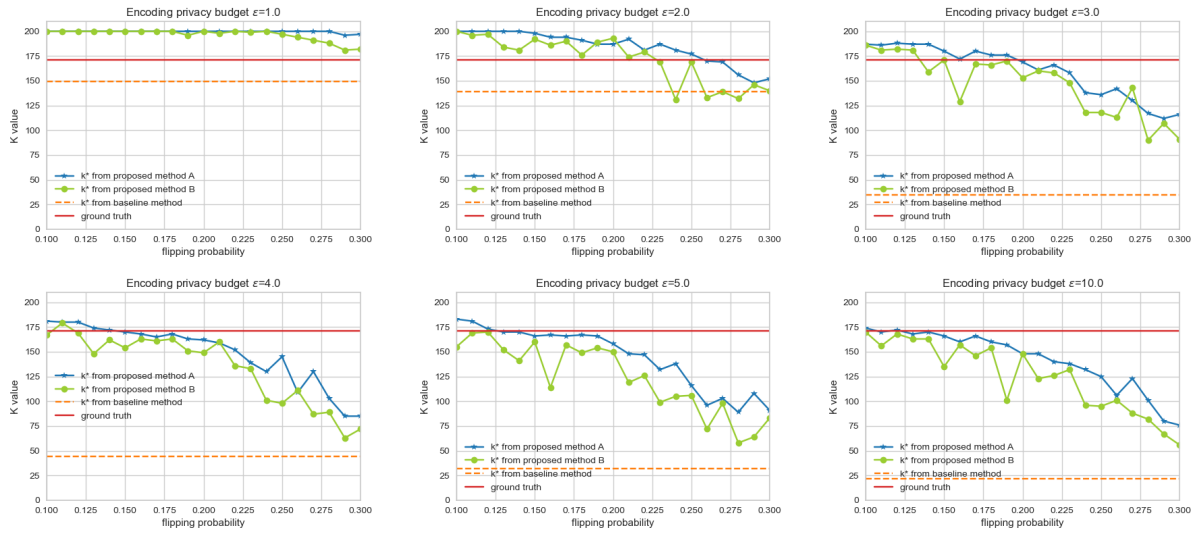 Encoding privacy budget ε=1.0
K value
200
175
150
125
100
75
50
25
0
k* from proposed method A
k* from proposed method B
k* from baseline method
ground truth
0.100 0.125 0.150 0.175 0.200 0.225 0.250 0.275 0.300
flipping probability
Encoding privacy budget ε=2.0
K value
200
175
150
125
100
75
50
25
0
k* from proposed method A
k* from proposed method B
k* from baseline method
ground truth
0.100 0.125 0.150 0.175 0.200 0.225 0.250 0.275 0.300
flipping probability
Encoding privacy budget ε=3.0
K value
200
175
150
125
100
75
50
25
0
k* from proposed method A
k* from proposed method B
k* from baseline method
ground truth
0.100 0.125 0.150 0.175 0.200 0.225 0.250 0.275 0.300
flipping probability
Encoding privacy budget ε=4.0
K value
200
175
150
125
100
75
50
25
0
k* from proposed method A
k* from proposed method B
k* from baseline method
ground truth
0.100 0.125 0.150 0.175 0.200 0.225 0.250 0.275 0.300
flipping probability
Encoding privacy budget ε=5.0
K value
200
175
150
125
100
75
50
25
0
k* from proposed method A
k* from proposed method B
k* from baseline method
ground truth
0.100 0.125 0.150 0.175 0.200 0.225 0.250 0.275 0.300
flipping probability
Encoding privacy budget ε=10.0
K value
200
175
150
125
100
75
50
25
0
k* from proposed method A
k* from proposed method B
k* from baseline method
ground truth
0.100 0.125 0.150 0.175 0.200 0.225 0.250 0.275 0.300
flipping probability